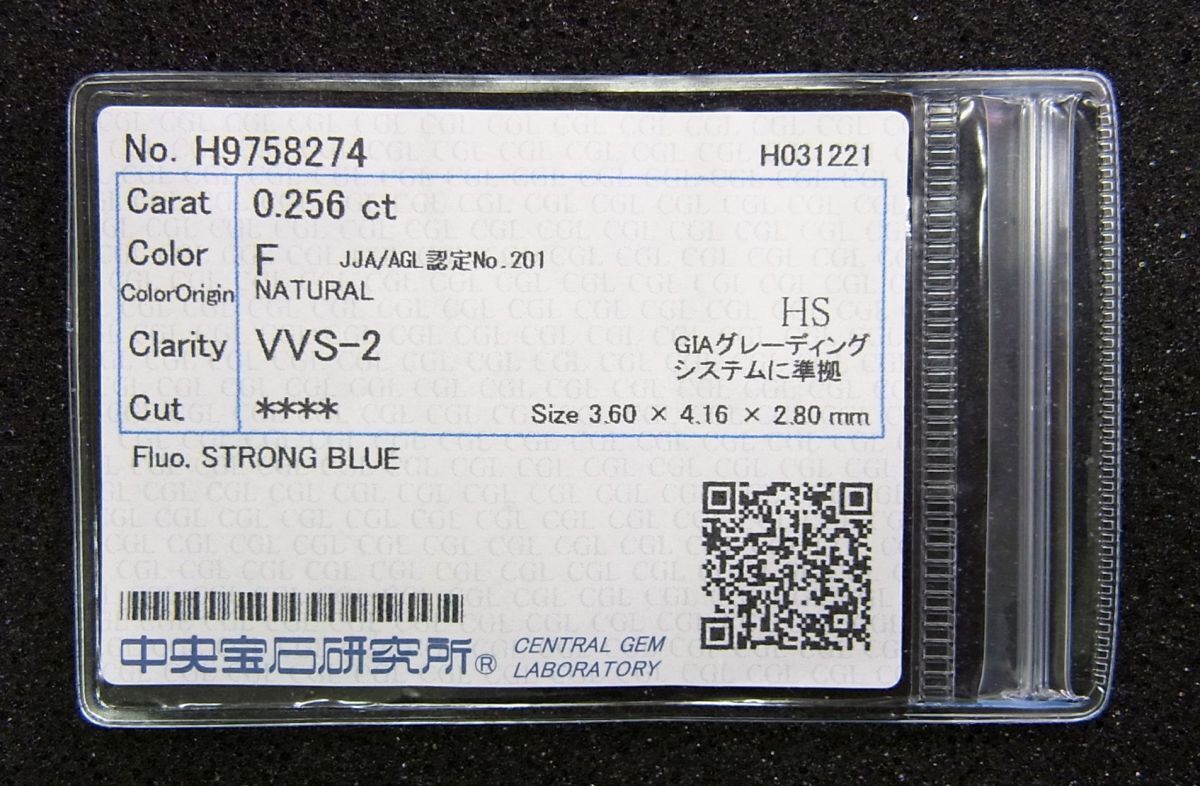 No. H9758274 H031221
Carat 0.256 ct
Color F JJA/AGL認定No.201
ColorOrigin NATURAL
HS
Clarity VVS-2 GIAグレーディング
システムに準拠
Cut **** Size 3.60 × 4.16 × 2.80 mm
Fluo. STRONG BLUE
中央宝石研究所® CENTRAL GEM
LABORATORY